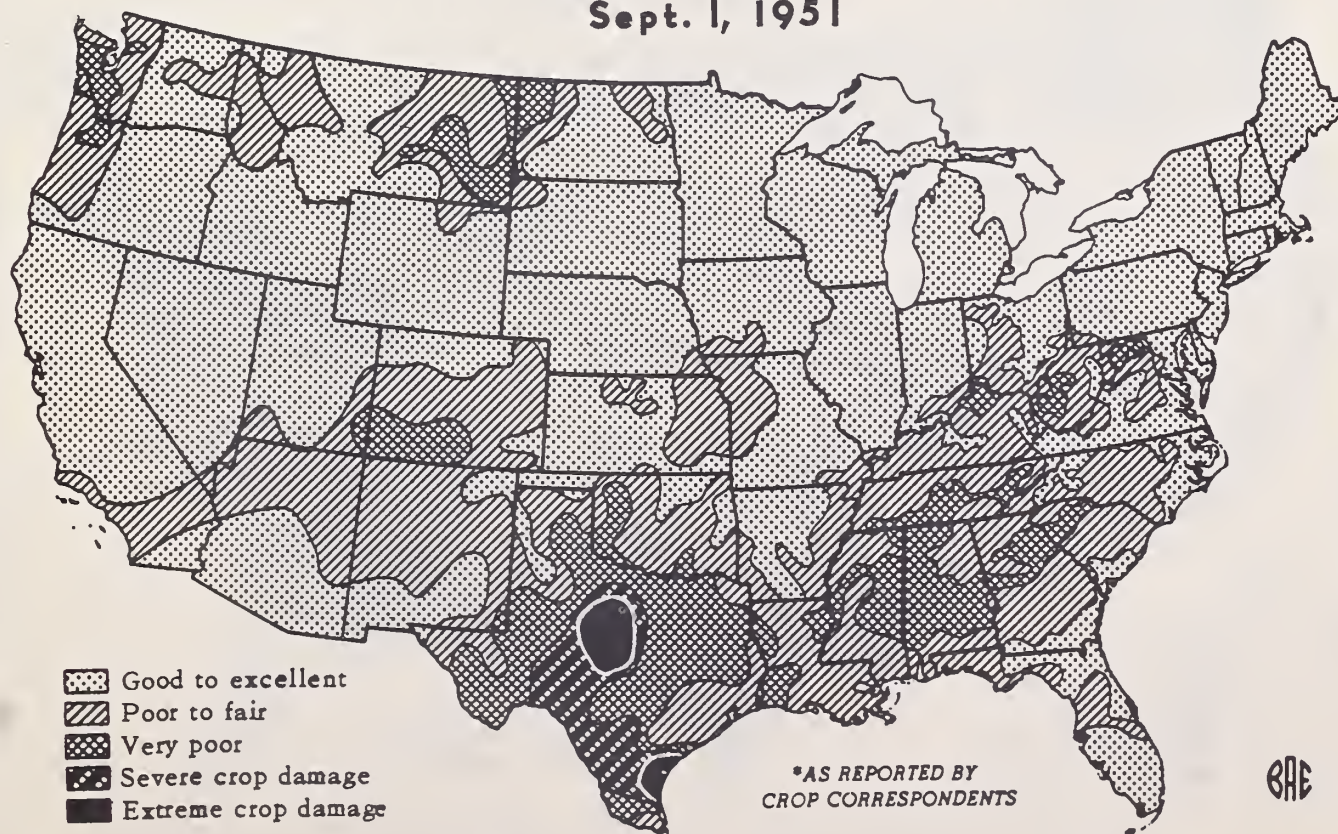 Sept. 1, 1951
Good to excellent
Poor to fair
Very poor
Severe crop damage
Extreme crop damage
*AS REPORTED BY
CROP CORRESPONDENTS
BAE